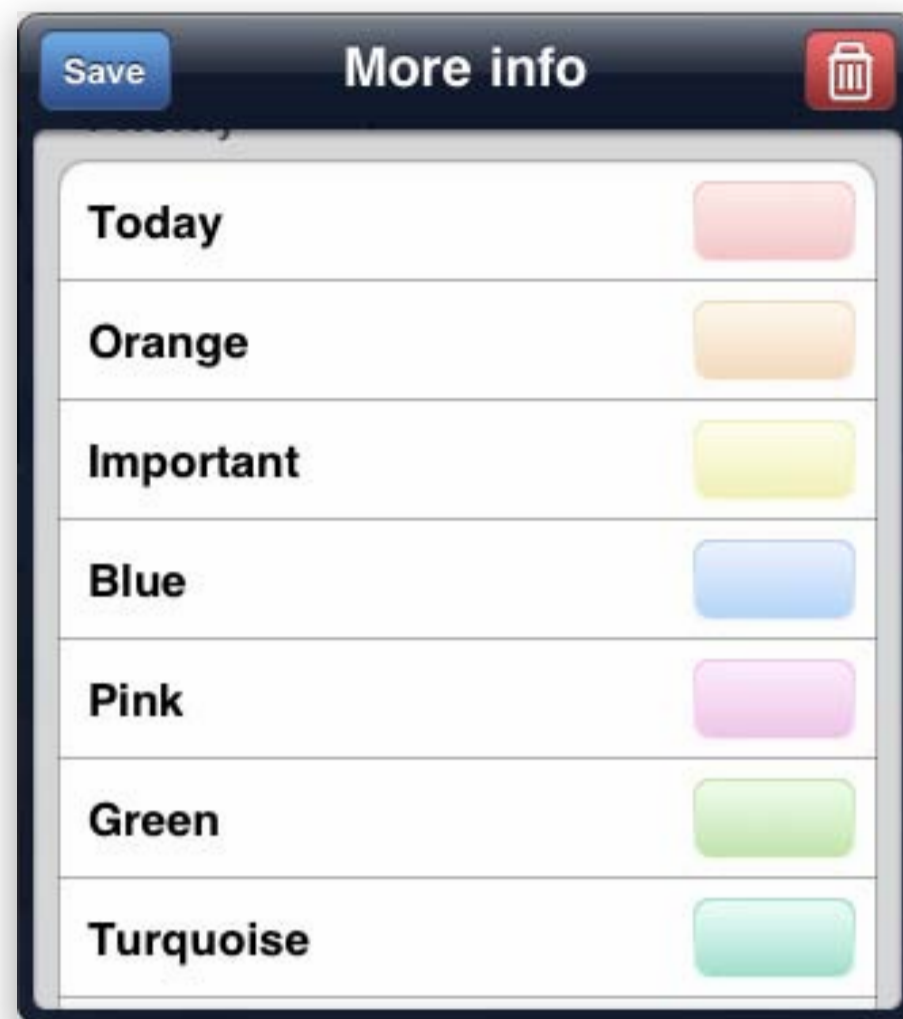 Save
More info
Today
Orange
Important
Blue
Pink
Green
Turquoise